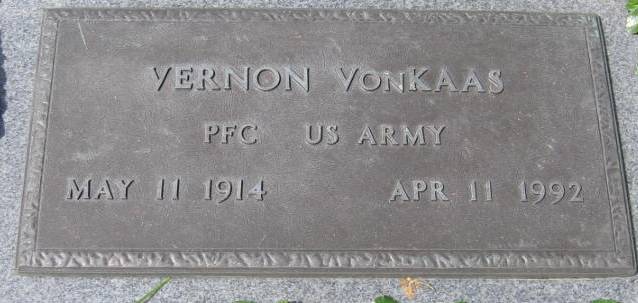 VERNON VonKAAS
PFC US ARMY
MAY 11 1914 APR 11 1992